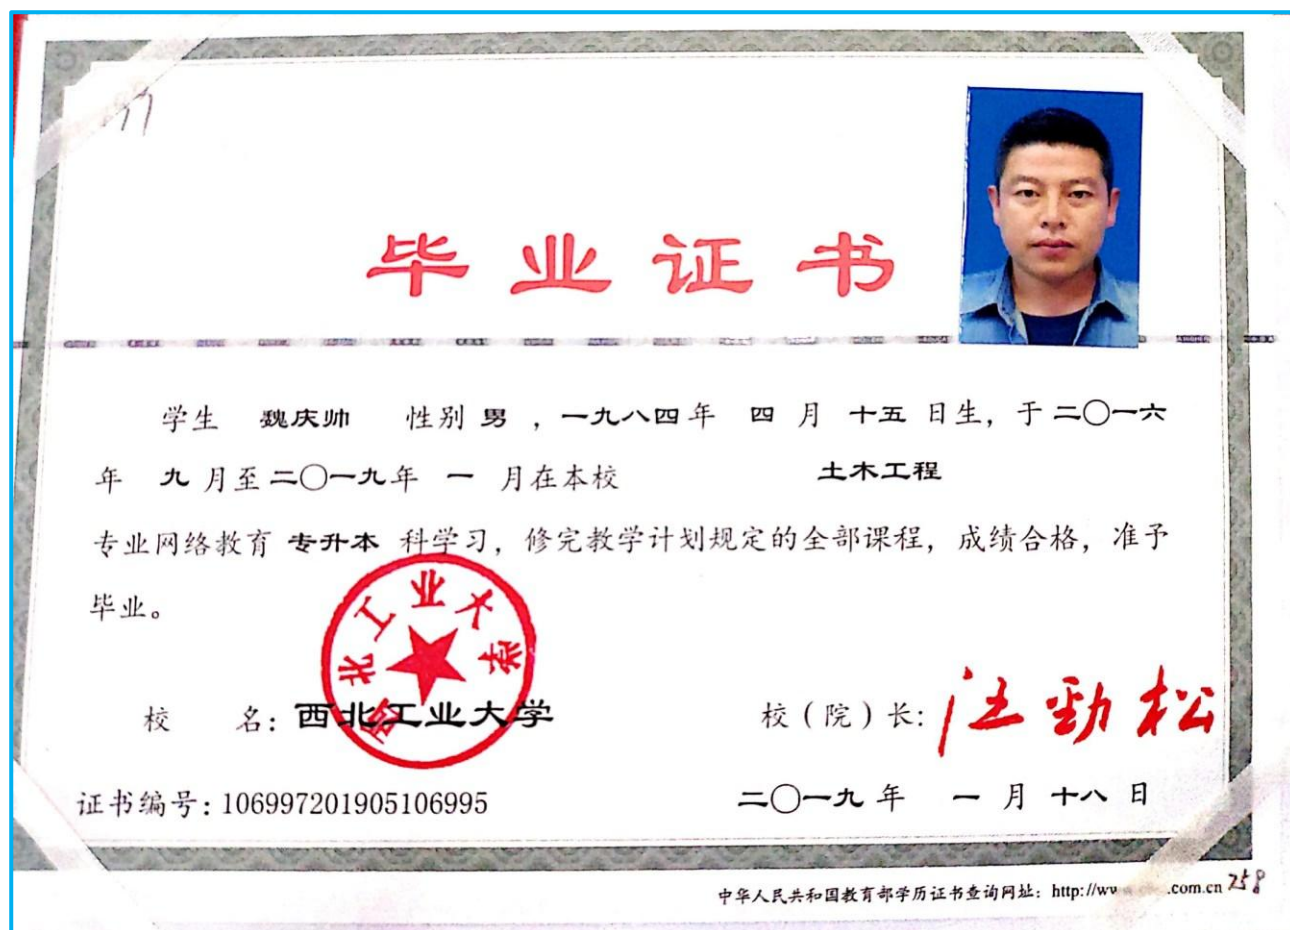 毕业证书
学生 魏庆帅 性别 男 ，一九八四年 四 月 十五 日生，于二〇一六
年 九 月至二〇一九年 一 月在本校 土木工程
专业网络教育 专升本 科学习，修完教学计划规定的全部课程，成绩合格，准予
毕业。
西北工业大学
校 名：西北工业大学 校（院）长：汪劲松
证书编号：106997201905106995 二〇一九 年 一 月 十八 日
中华人民共和国教育部学历证书查询网址：http://ww .com.cn 258